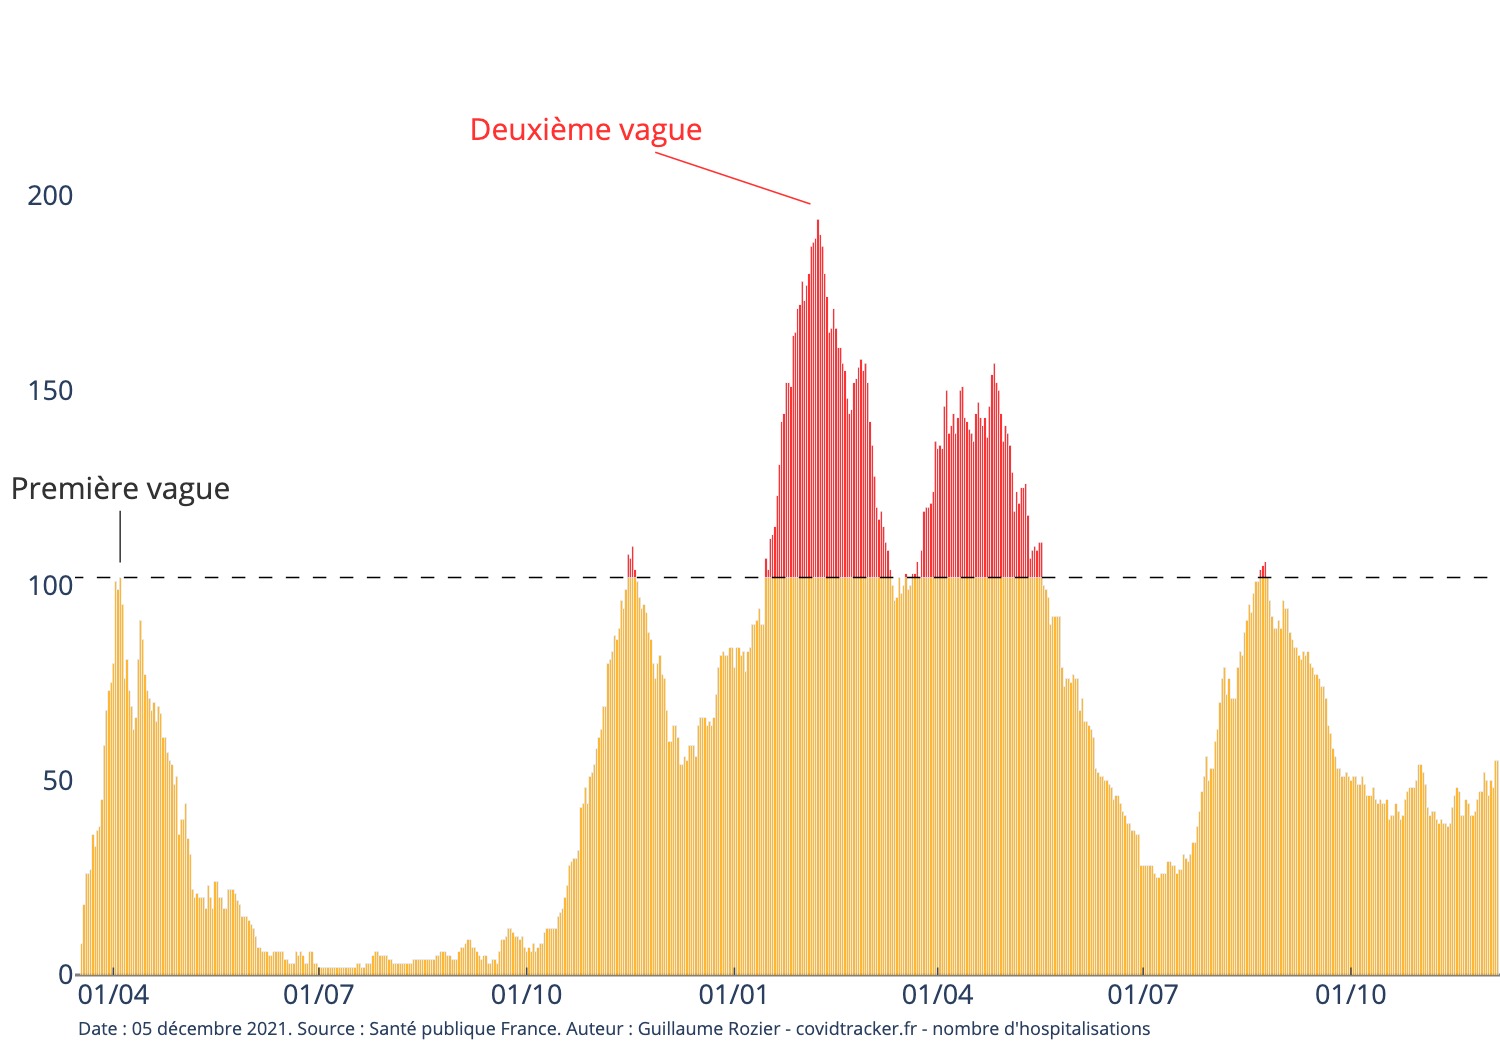 Deuxième vague
200
150
Première vague
100
50
0
01/04 01/07 01/10 01/01 01/04 01/07 01/10
Date : 05 décembre 2021. Source : Santé publique France. Auteur : Guillaume Rozier - covidtracker.fr - nombre d'hospitalisations